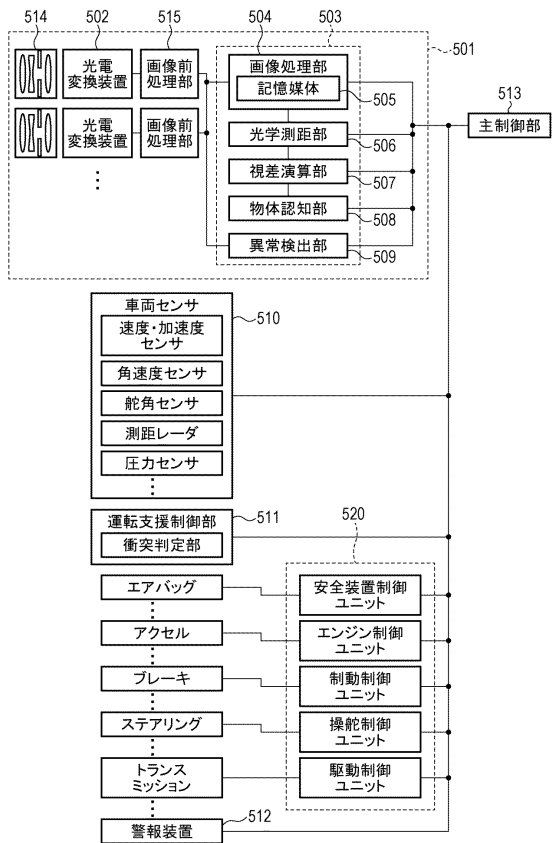 514
502
515
504
503
501
光電
変換装置
画像前
処理部
画像処理部
記憶媒体
505
513
主制御部
光電
変換装置
画像前
処理部
光学測距部
506
視差演算部
507
物体認知部
508
異常検出部
509
車両センサ
510
速度・加速度
センサ
角速度センサ
舵角センサ
測距レーダ
圧力センサ
運転支援制御部
511
衝突判定部
520
エアバッグ
安全装置制御
ユニット
アクセル
エンジン制御
ユニット
ブレーキ
制動制御
ユニット
ステアリング
操舵制御
ユニット
トランス
ミッション
駆動制御
ユニット
512
警報装置